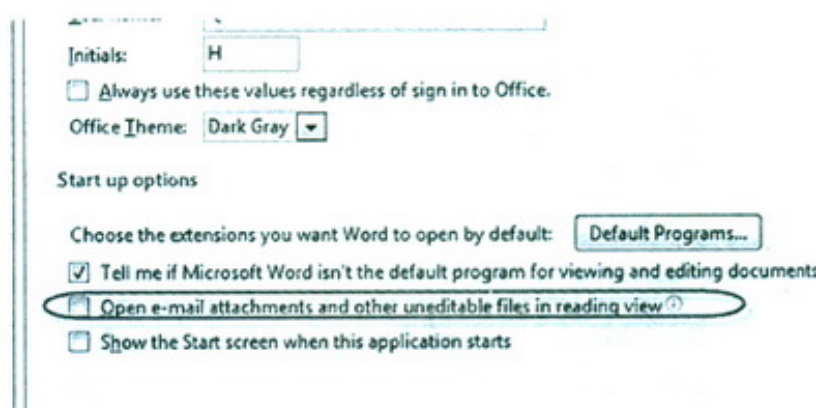 Initials:
H
Always use these values regardless of sign in to Office.
Office Theme: Dark Gray
Start up options
Choose the extensions you want Word to open by default: Default Programs...
Tell me if Microsoft Word isn't the default program for viewing and editing documents
Open e-mail attachments and other uneditable files in reading view
Show the Start screen when this application starts